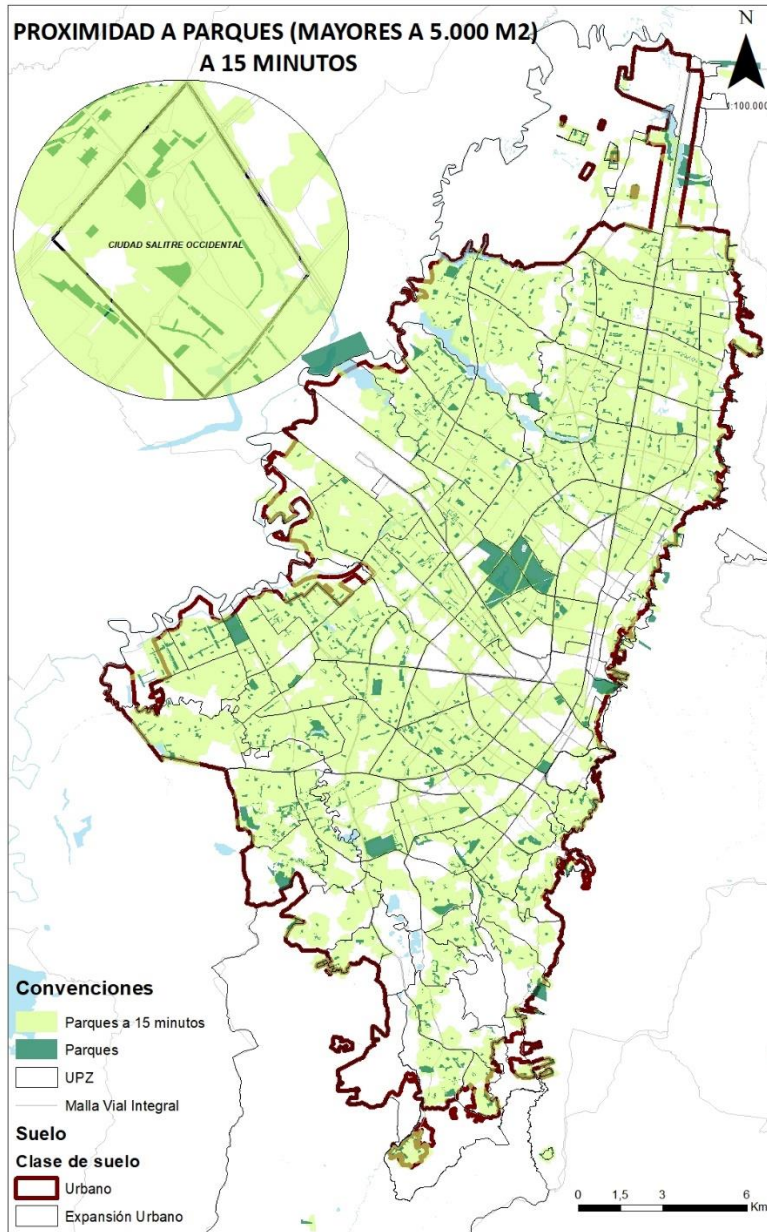 PROXIMIDAD A PARQUES (MAYORES A 5.000 M2)
A 15 MINUTOS
N
1:100.000
CIUDAD SALITRE OCCIDENTAL
Convenciones
Parques a 15 minutos
Parques
UPZ
Malla Vial Integral
Suelo
Clase de suelo
Urbano
Expansión Urbano
0 1,5 3 6
Km